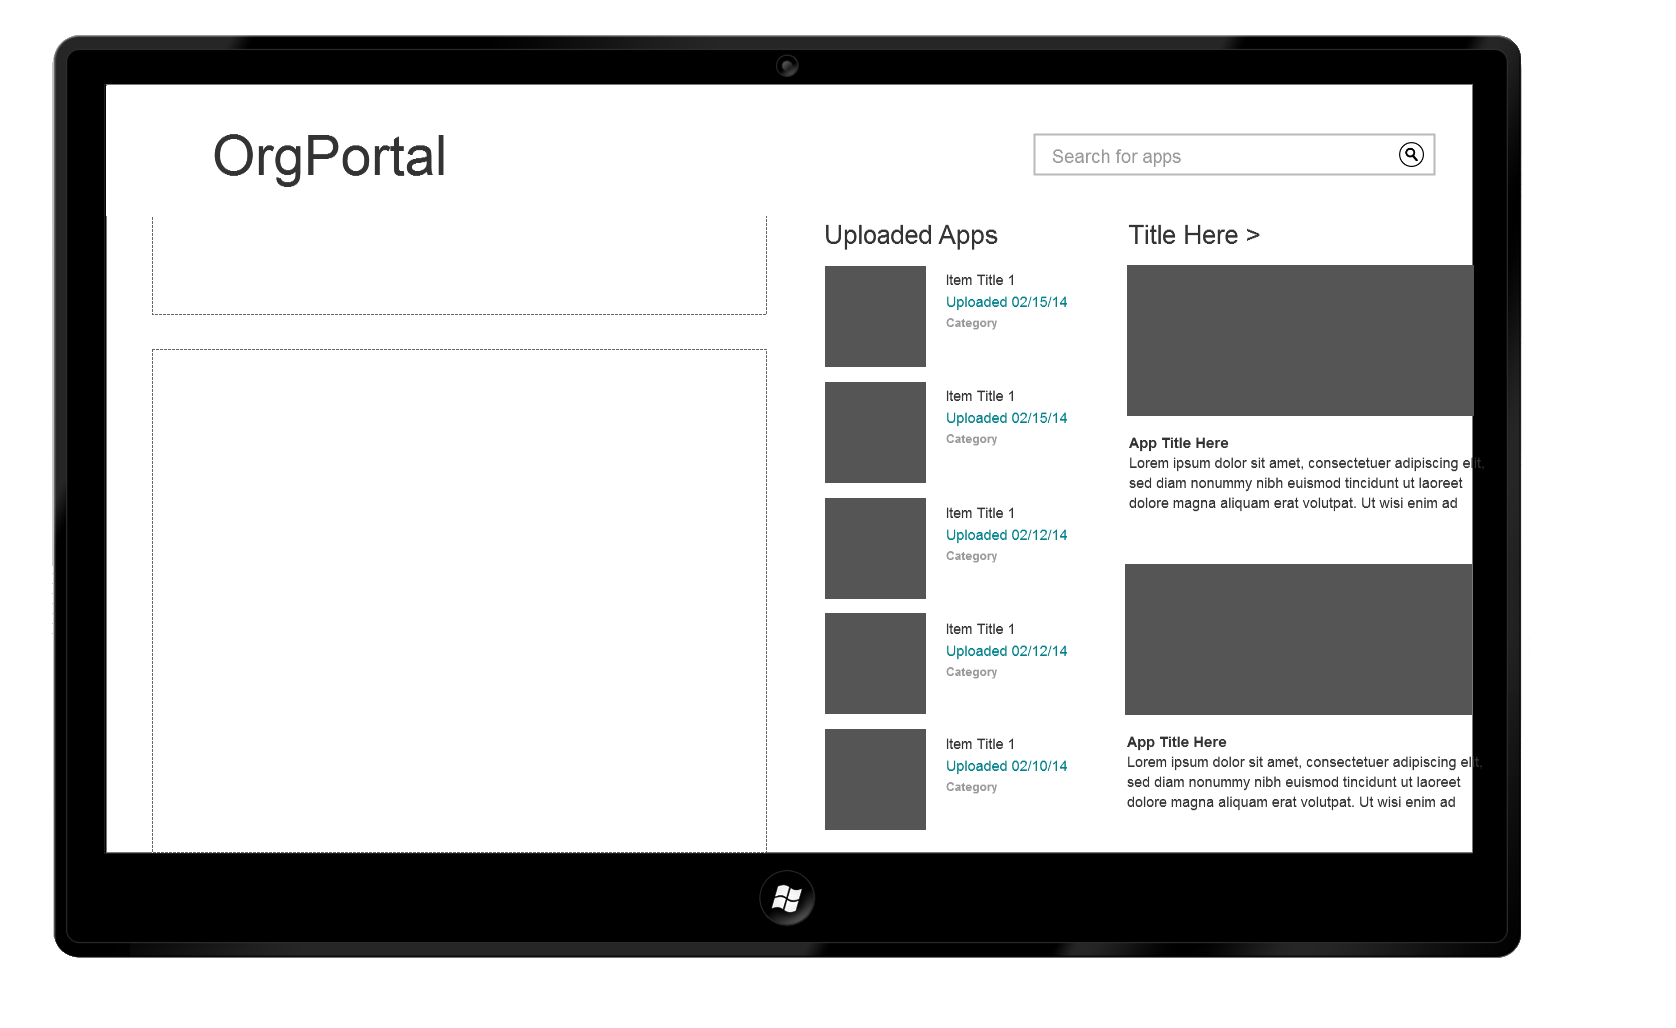 OrgPortal
Search for apps
Uploaded Apps
Item Title 1
Uploaded 02/15/14
Category
Item Title 1
Uploaded 02/15/14
Category
Item Title 1
Uploaded 02/12/14
Category
Item Title 1
Uploaded 02/12/14
Category
Item Title 1
Uploaded 02/10/14
Category
Title Here >
App Title Here
Lorem ipsum dolor sit amet, consectetuer adipiscing elit,
sed diam nonummy nibh euismod tincidunt ut laoreet
dolore magna aliquam erat volutpat. Ut wisi enim ad
App Title Here
Lorem ipsum dolor sit amet, consectetuer adipiscing elit,
sed diam nonummy nibh euismod tincidunt ut laoreet
dolore magna aliquam erat volutpat. Ut wisi enim ad